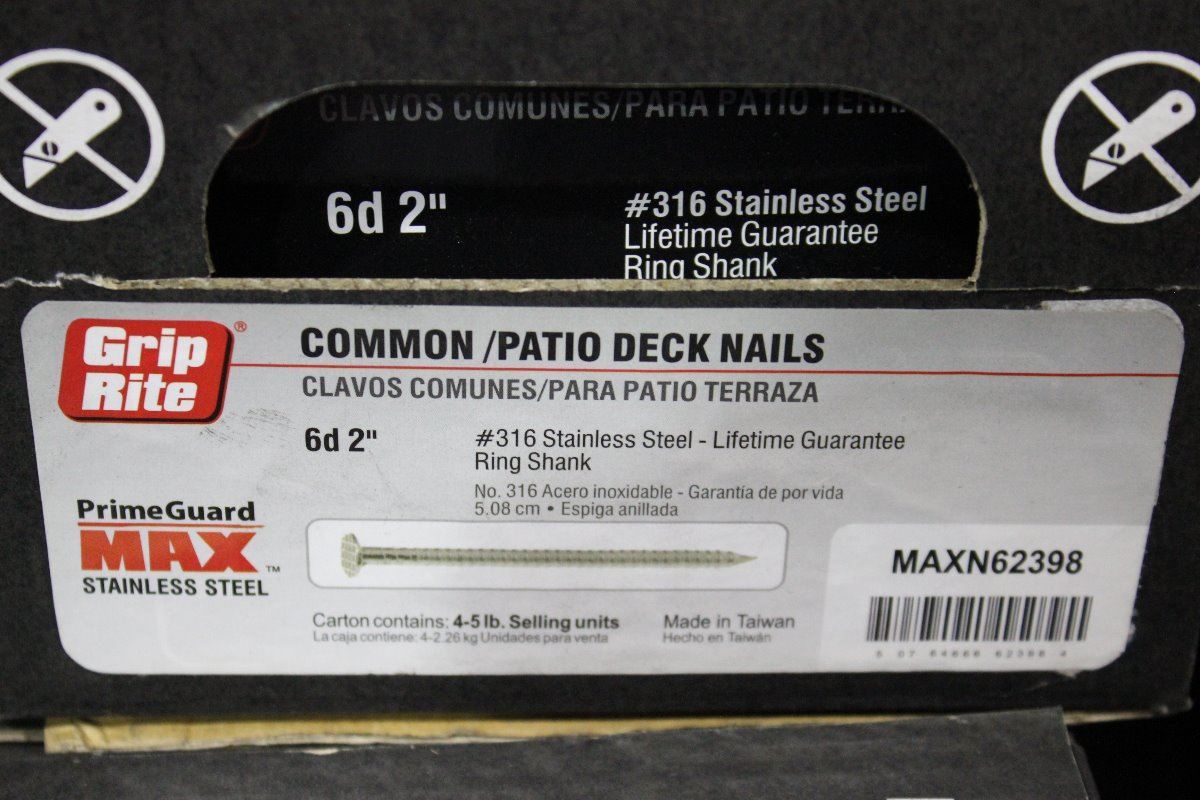 CLAVOS COMUNES/PARA PATIO TERRA
6d 2"
#316 Stainless Steel
Lifetime Guarantee
Ring Shank
Grip
Rite®
COMMON /PATIO DECK NAILS
CLAVOS COMUNES/PARA PATIO TERRAZA
6d 2"
#316 Stainless Steel - Lifetime Guarantee
Ring Shank
No. 316 Acero inoxidable - Garantía de por vida
5.08 cm • Espiga anillada
PrimeGuard
MAX™
STAINLESS STEEL
MAXN62398
Carton contains: 4-5 lb. Selling units
La caja contiene: 4-2.26 kg Unidades para venta
Made in Taiwan
Hecho en Taiwán